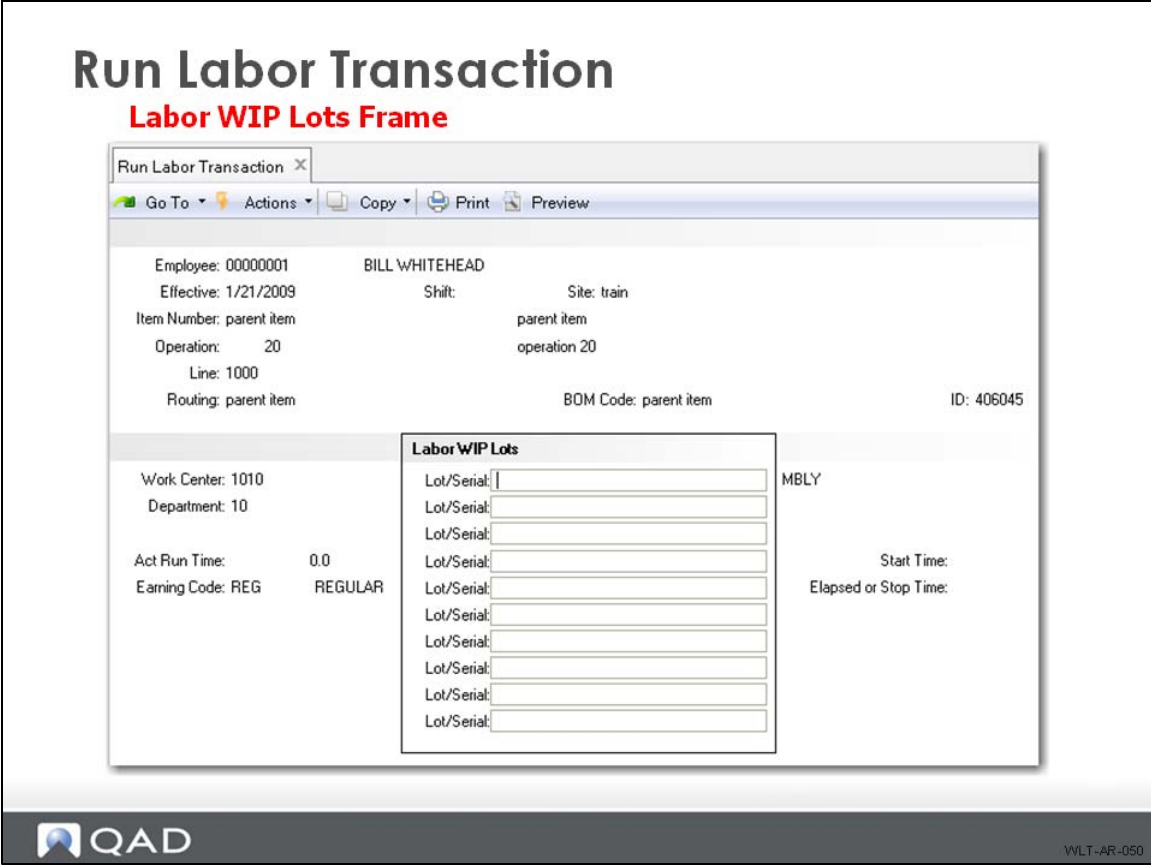 Run Labor Transaction
Labor WIP Lots Frame
Run Labor Transaction
Go To Actions Copy Print Preview
Employee: 00000001 BILL WHITEHEAD
Effective: 1/21/2009 Shift: Site: train
Item Number: parent item parent item
Operation: 20 operation 20
Line: 1000
Routing: parent item BOM Code: parent item ID: 406045
Labor WIP Lots
Work Center: 1010 Lot/Serial: MBLY
Department: 10 Lot/Serial:
Lot/Serial:
Act Run Time: 0.0 Lot/Serial: Start Time:
Earning Code: REG REGULAR Lot/Serial: Elapsed or Stop Time:
Lot/Serial:
Lot/Serial:
Lot/Serial:
Lot/Serial:
Lot/Serial:
QAD
WLT-AR-050